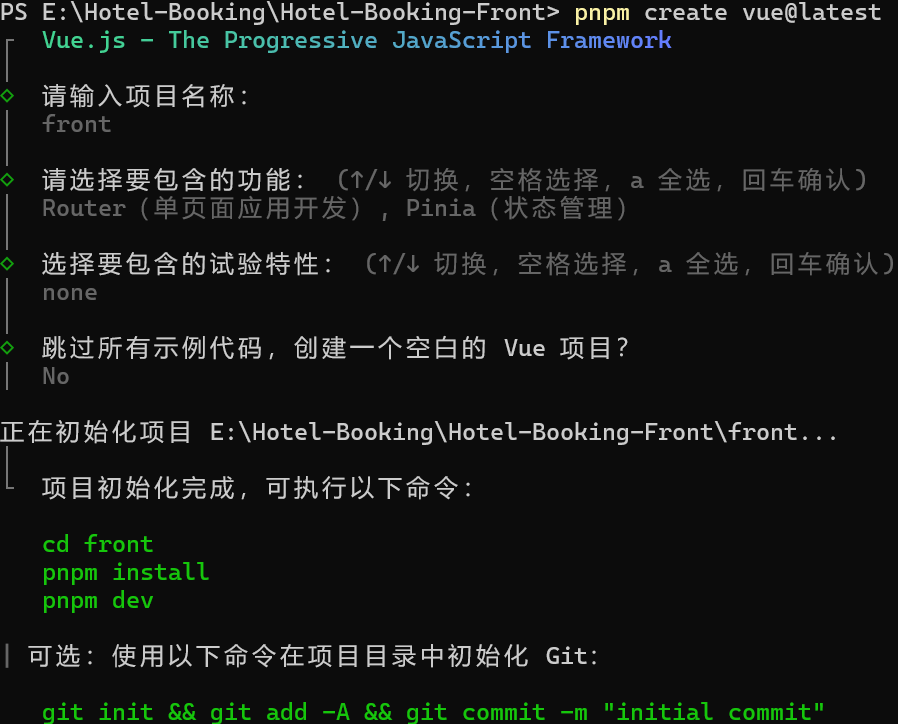 PS E:\Hotel-Booking\Hotel-Booking-Front> pnpm create vue@latest
Vue.js - The Progressive JavaScript Framework
请输入项目名称：
front
请选择要包含的功能： (↑/↓ 切换，空格选择，a 全选，回车确认)
Router（单页面应用开发）, Pinia（状态管理）
选择要包含的试验特性： (↑/↓ 切换，空格选择，a 全选，回车确认)
none
跳过所有示例代码，创建一个空白的 Vue 项目？
No
正在初始化项目 E:\Hotel-Booking\Hotel-Booking-Front\front...
项目初始化完成，可执行以下命令：
cd front
pnpm install
pnpm dev
| 可选：使用以下命令在项目目录中初始化 Git：
git init && git add -A && git commit -m "initial commit"